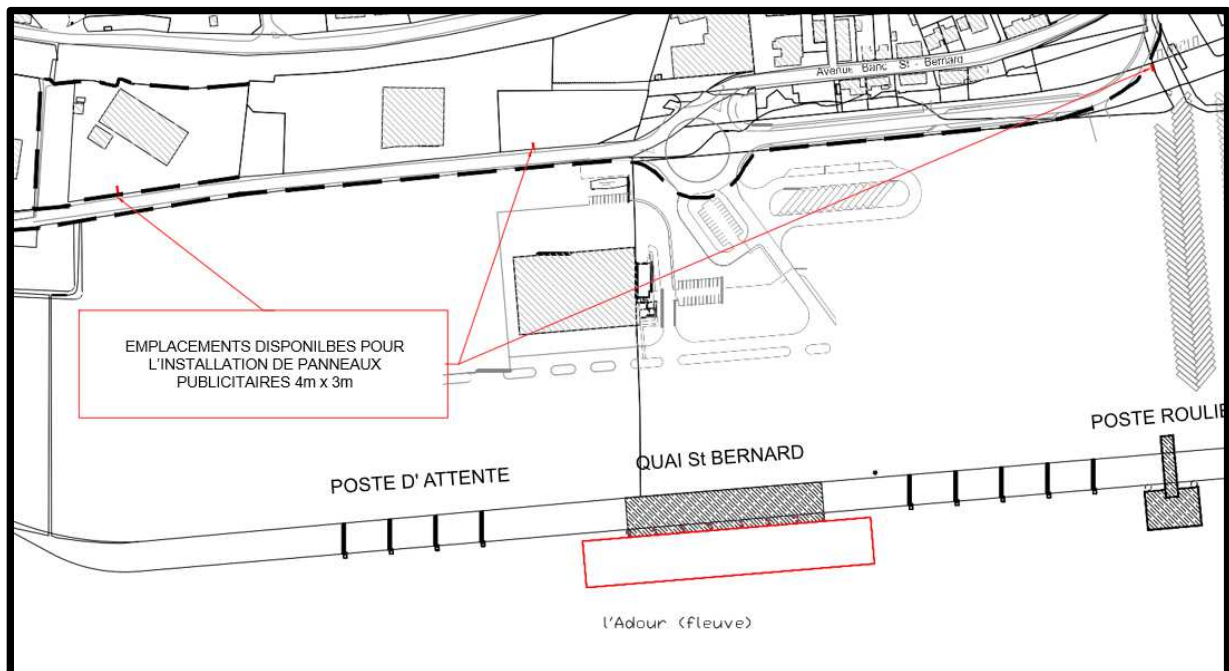 Avenue Banc St - Bernard
EMPLACEMENTS DISPONILBES POUR
L'INSTALLATION DE PANNEAUX
PUBLICITAIRES 4m x 3m
POSTE ROULIE
QUAI St BERNARD
POSTE D' ATTENTE
l'Adour (fleuve)